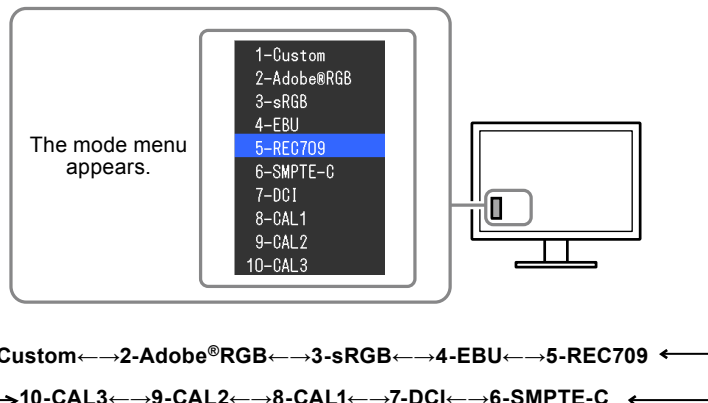 The mode menu
appears.
1-Custom
2-Adobe®RGB
3-sRGB
4-EBU
5-REC709
6-SMPTE-C
7-DCI
8-CAL1
9-CAL2
10-CAL3
Custom←→2-Adobe®RGB←→3-sRGB←→4-EBU←→5-REC709
10-CAL3←→9-CAL2←→8-CAL1←→7-DCI←→6-SMPTE-C